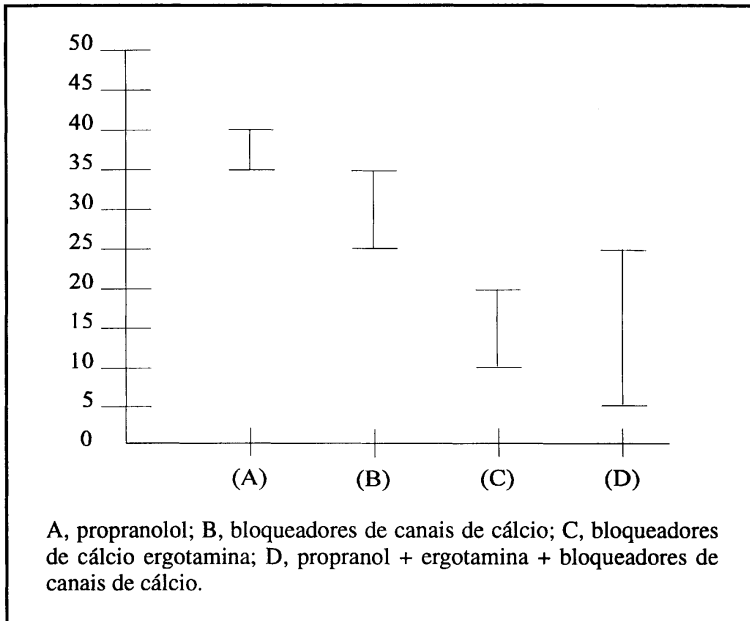 50
45
40
35
30
25
20
15
10
5
0
(A) (B) (C) (D)
A, propranolol; B, bloqueadores de canais de cálcio; C, bloqueadores
de cálcio ergotamina; D, propranol + ergotamina + bloqueadores de
canais de cálcio.